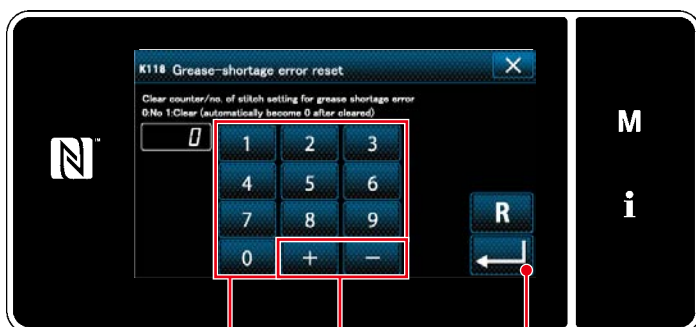 K118 Grease-shortage error reset
Clear counter/no. of stitch setting for grease shortage error
0:No 1:Clear (automatically become 0 after cleared)
0
1 2 3
4 5 6
7 8 9
0 + −
R
M
i
N